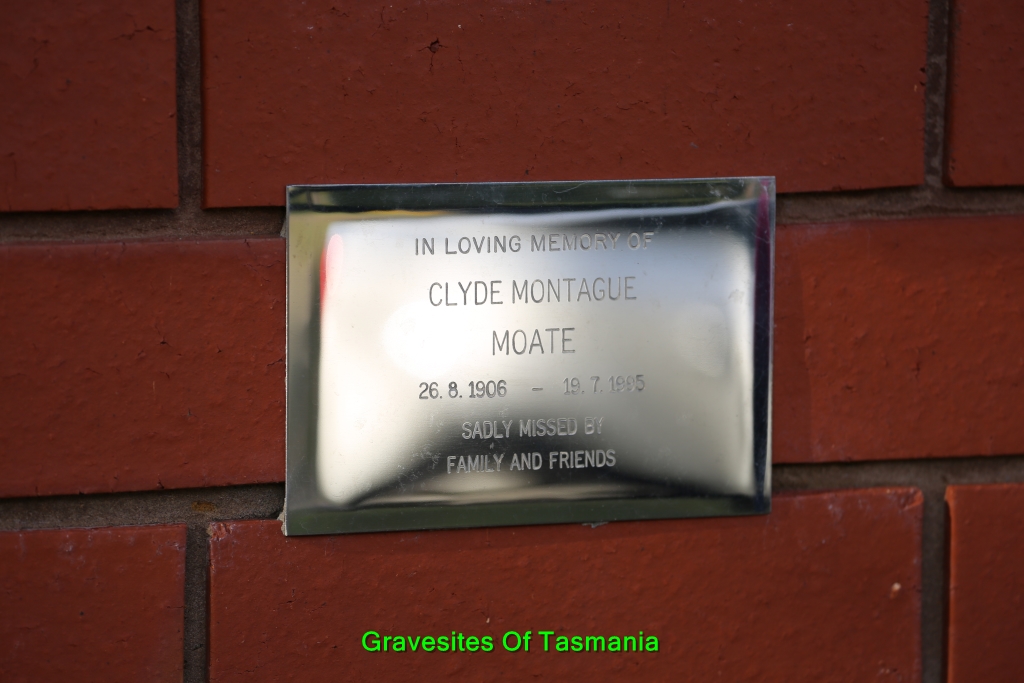 IN LOVING MEMORY OF
CLYDE MONTAGUE
MOATE
26. 8. 1906 – 19. 7. 1995
SADLY MISSED BY
FAMILY AND FRIENDS
Gravesites Of Tasmania